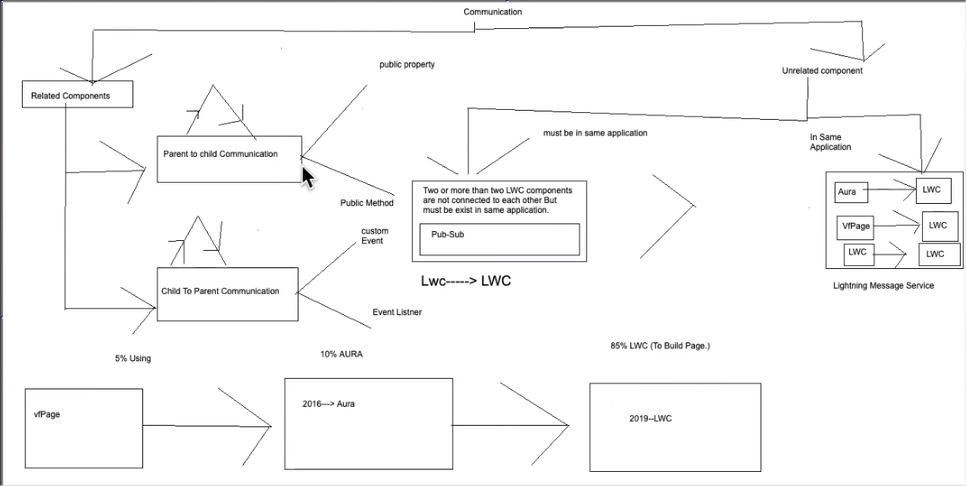 Communication
Related Components
public property
Unrelated component
must be in same application
In Same
Application
Parent to child Communication
Public Method
Two or more than two LWC components
are not connected to each other But
must be exist in same application.
Pub-Sub
Lwc-----> LWC
Aura
LWC
VfPage
LWC
LWC
LWC
Lightning Message Service
custom
Event
Child To Parent Communication
Event Listner
5% Using
10% AURA
85% LWC (To Build Page.)
vfPage
2016---> Aura
2019--LWC